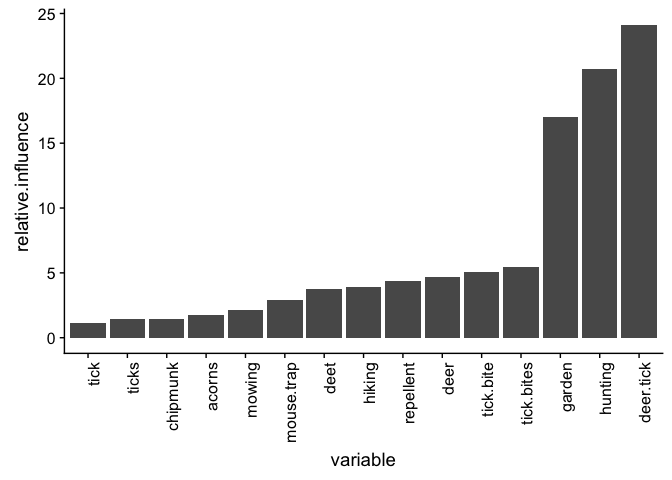 25
20
15
10
5
0
relative.influence
tick
ticks
chipmunk
acorns
mowing
mouse.trap
deet
hiking
repellent
deer
tick.bite
tick.bites
garden
hunting
deer.tick
variable